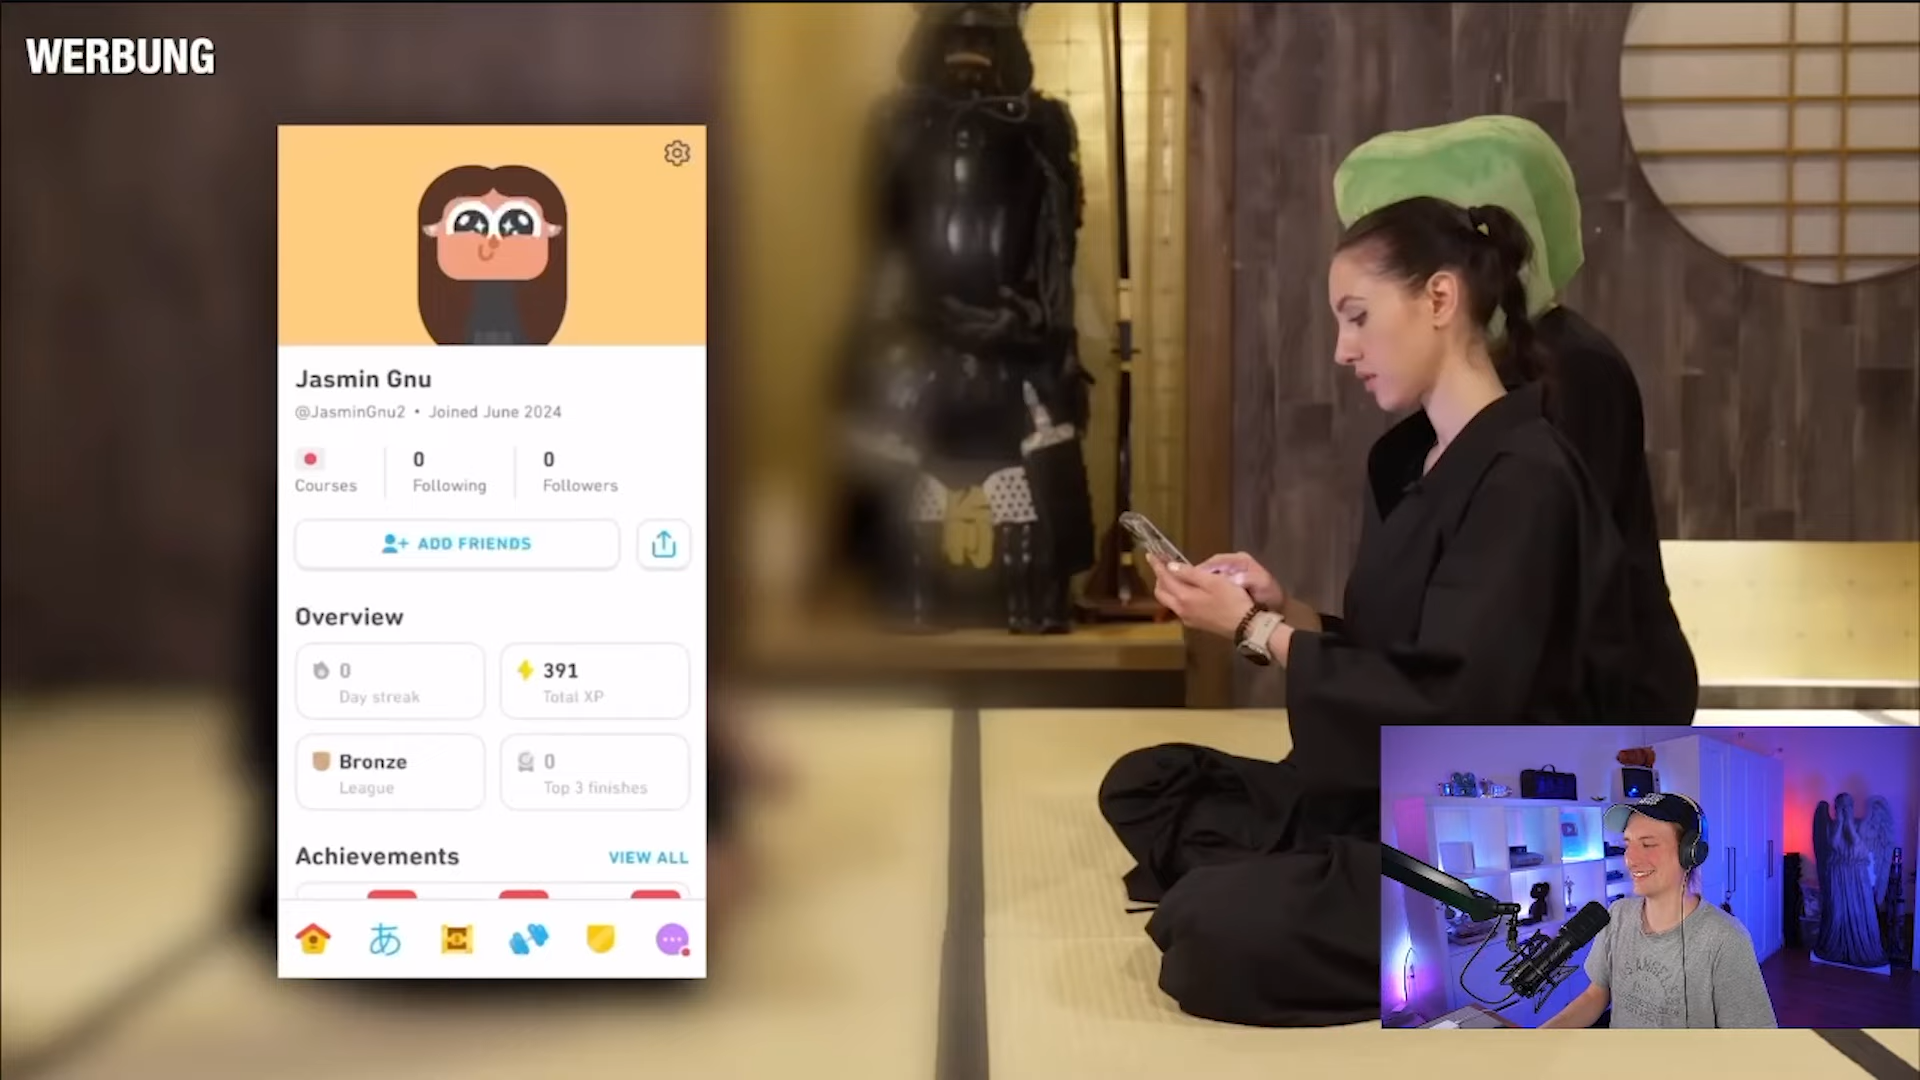 WERBUNG
Jasmin Gnu
@JasminGnu2 • Joined June 2024
0
0
Courses
Following
Followers
ADD FRIENDS
Overview
0
Day streak
391
Total XP
Bronze
League
0
Top 3 finishes
Achievements
VIEW ALL
あ